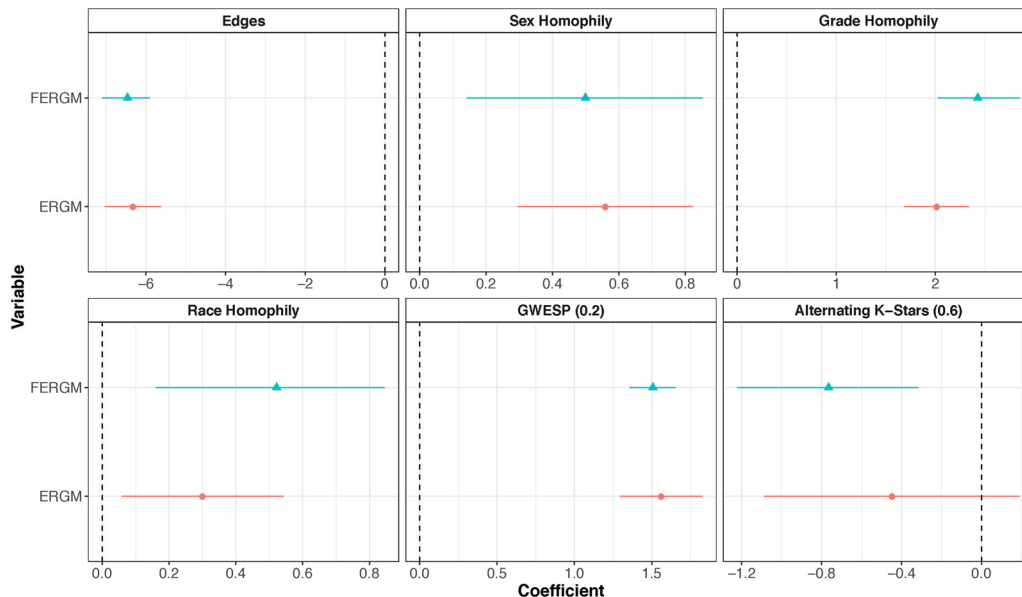 Edges
Sex Homophily
Grade Homophily
FERGM
ERGM
−6 −4 −2 0
0.0 0.2 0.4 0.6 0.8
0 1 2
Variable
Race Homophily
GWESP (0.2)
Alternating K−Stars (0.6)
FERGM
ERGM
0.0 0.2 0.4 0.6 0.8
0.0 0.5 1.0 1.5
−1.2 −0.8 −0.4 0.0
Coefficient